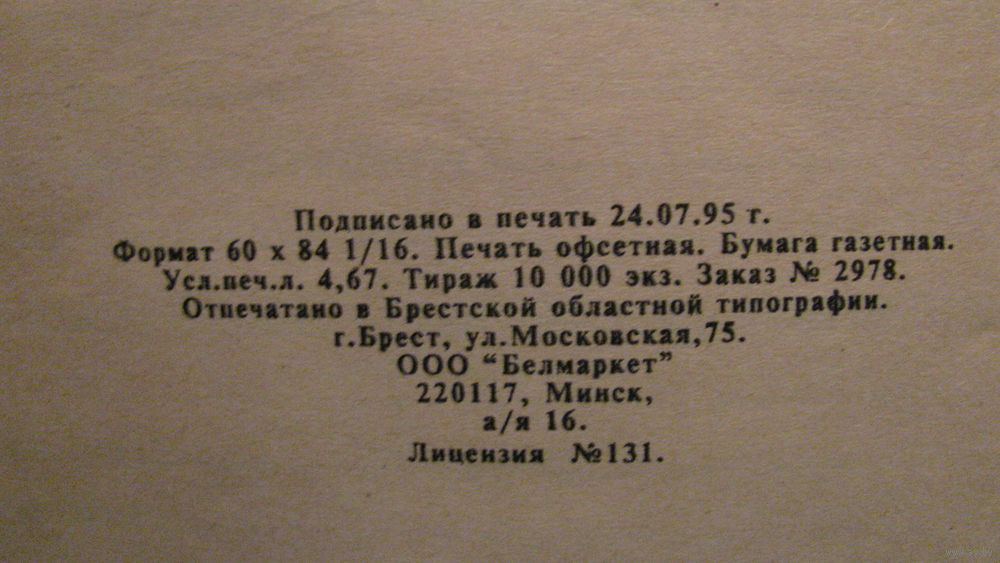 Подписано в печать 24.07.95 г.
Формат 60 х 84 1/16. Печать офсетная. Бумага газетная.
Усл.печ.л. 4,67. Тираж 10 000 экз. Заказ № 2978.
Отпечатано в Брестской областной типографии.
г.Брест, ул.Московская,75.
ООО “Белмаркет”
220117, Минск,
а/я 16.
Лицензия №131.